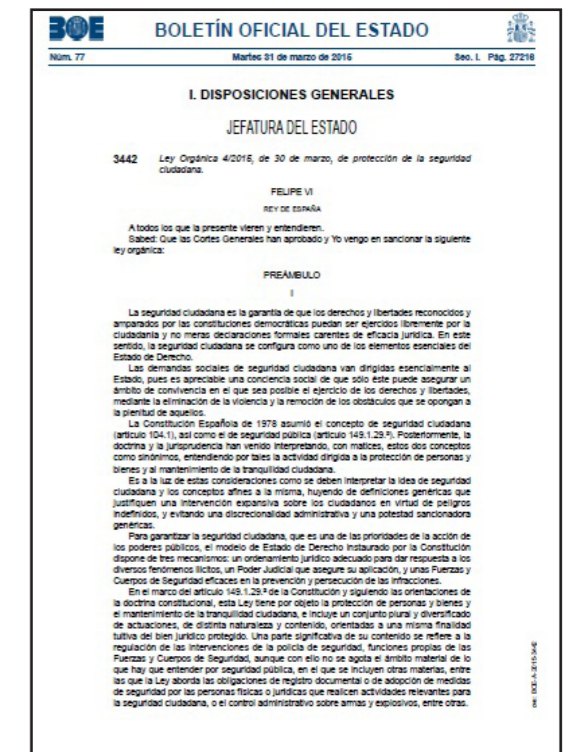 BOE
BOLETÍN OFICIAL DEL ESTADO
Núm. 77
Martes 31 de marzo de 2015
Sec. I. Pág. 27216
I. DISPOSICIONES GENERALES
JEFATURA DEL ESTADO
3442
Ley Orgánica 4/2015, de 30 de marzo, de protección de la seguridad
ciudadana.
FELIPE VI
REY DE ESPAÑA
A todos los que la presente vieren y entendieren.
Sabed: Que las Cortes Generales han aprobado y Yo vengo en sancionar la siguiente
ley orgánica:
PREÁMBULO
I
La seguridad ciudadana es la garantía de que los derechos y libertades reconocidos y
amparados por las constituciones democráticas puedan ser ejercidos libremente por la
ciudadanía y no meras declaraciones formales carentes de eficacia jurídica. En este
sentido, la seguridad ciudadana se configura como uno de los elementos esenciales del
Estado de Derecho.
Las demandas sociales de seguridad ciudadana van dirigidas esencialmente al
Estado, pues es apreciable una conciencia social de que sólo éste puede asegurar un
ámbito de convivencia en el que sea posible el ejercicio de los derechos y libertades,
mediante la eliminación de la violencia y la remoción de los obstáculos que se opongan a
la plenitud de aquellos.
La Constitución Española de 1978 asumió el concepto de seguridad ciudadana
(artículo 104.1), así como el de seguridad pública (artículo 149.1.29.ª). Posteriormente, la
doctrina y la jurisprudencia han venido interpretando, con matices, estos dos conceptos
como sinónimos, entendiendo por tales la actividad dirigida a la protección de personas y
bienes y al mantenimiento de la tranquilidad ciudadana.
Es a la luz de estas consideraciones como se deben interpretar la idea de seguridad
ciudadana y los conceptos afines a la misma, huyendo de definiciones genéricas que
justifiquen una intervención expansiva sobre los ciudadanos en virtud de peligros
indefinidos, y evitando una discrecionalidad administrativa y una potestad sancionadora
genéricas.
Para garantizar la seguridad ciudadana, que es una de las prioridades de la acción de
los poderes públicos, el modelo de Estado de Derecho instaurado por la Constitución
dispone de tres mecanismos: un ordenamiento jurídico adecuado para dar respuesta a los
diversos fenómenos ilícitos, un Poder Judicial que asegure su aplicación, y unas Fuerzas y
Cuerpos de Seguridad eficaces en la prevención y persecución de las infracciones.
En el marco del artículo 149.1.29.ª de la Constitución y siguiendo las orientaciones de
la doctrina constitucional, esta Ley tiene por objeto la protección de personas y bienes y
el mantenimiento de la tranquilidad ciudadana, e incluye un conjunto plural y diversificado
de actuaciones, de distinta naturaleza y contenido, orientadas a una misma finalidad
tuitiva del bien jurídico protegido. Una parte significativa de su contenido se refiere a la
regulación de las intervenciones de la policía de seguridad, funciones propias de las
Fuerzas y Cuerpos de Seguridad, aunque con ello no se agota el ámbito material de lo
que hay que entender por seguridad pública, en el que se incluyen otras materias, entre
las que la Ley aborda las obligaciones de registro documental o de adopción de medidas
de seguridad por las personas físicas o jurídicas que realicen actividades relevantes para
la seguridad ciudadana, o el control administrativo sobre armas y explosivos, entre otras.
cve: BOE-A-2015-3442